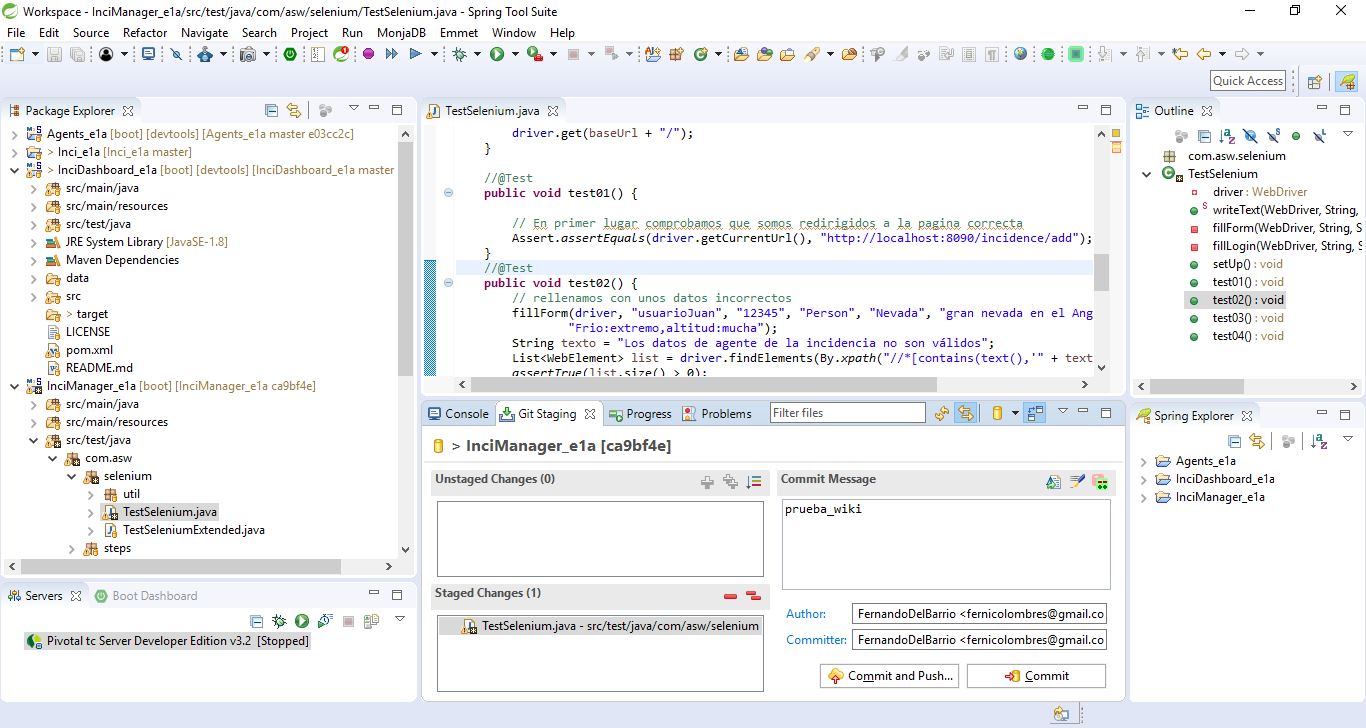 Workspace - InciManager_e1a/src/test/java/com/asw/selenium/TestSelenium.java - Spring Tool Suite
File Edit Source Refactor Navigate Search Project Run MonjaDB Emmet Window Help
Quick Access
Package Explorer
Agents_e1a [boot] [devtools] [Agents_e1a master e03cc2c]
> Inci_e1a [Inci_e1a master]
> InciDashboard_e1a [boot] [devtools] [InciDashboard_e1a master
src/main/java
src/main/resources
src/test/java
JRE System Library [JavaSE-1.8]
Maven Dependencies
data
src
> target
LICENSE
pom.xml
README.md
InciManager_e1a [boot] [InciManager_e1a ca9bf4e]
src/main/java
src/main/resources
src/test/java
com.asw
selenium
util
TestSelenium.java
TestSeleniumExtended.java
steps
Servers
Boot Dashboard
Pivotal tc Server Developer Edition v3.2 [Stopped]
TestSelenium.java
driver.get(baseUrl + "/");
}
//@Test
public void test01() {
// En primer lugar comprobamos que somos redirigidos a la pagina correcta
Assert.assertEquals(driver.getCurrentUrl(), "http://localhost:8090/incidence/add");
}
//@Test
public void test02() {
// rellenamos con unos datos incorrectos
fillForm(driver, "usuarioJuan", "12345", "Person", "Nevada", "gran nevada en el Ang
"Frio:extremo,altitud:mucha");
String texto = "Los datos de agente de la incidencia no son válidos";
List<WebElement> list = driver.findElements(By.xpath("//*[contains(text(),'" + text
assertTrue(list.size() > 0);
Console
Git Staging
Progress
Problems
Filter files
> InciManager_e1a [ca9bf4e]
Unstaged Changes (0)
Staged Changes (1)
TestSelenium.java - src/test/java/com/asw/selenium
Commit Message
prueba_wiki
Author: FernandoDelBarrio <fernicolombres@gmail.co
Committer: FernandoDelBarrio <fernicolombres@gmail.co
Commit and Push...
Commit
Outline
com.asw.selenium
TestSelenium
driver : WebDriver
writeText(WebDriver, String,
fillForm(WebDriver, String, S
fillLogin(WebDriver, String, S
setUp() : void
test01() : void
test02() : void
test03() : void
test04() : void
Spring Explorer
Agents_e1a
InciDashboard_e1a
InciManager_e1a